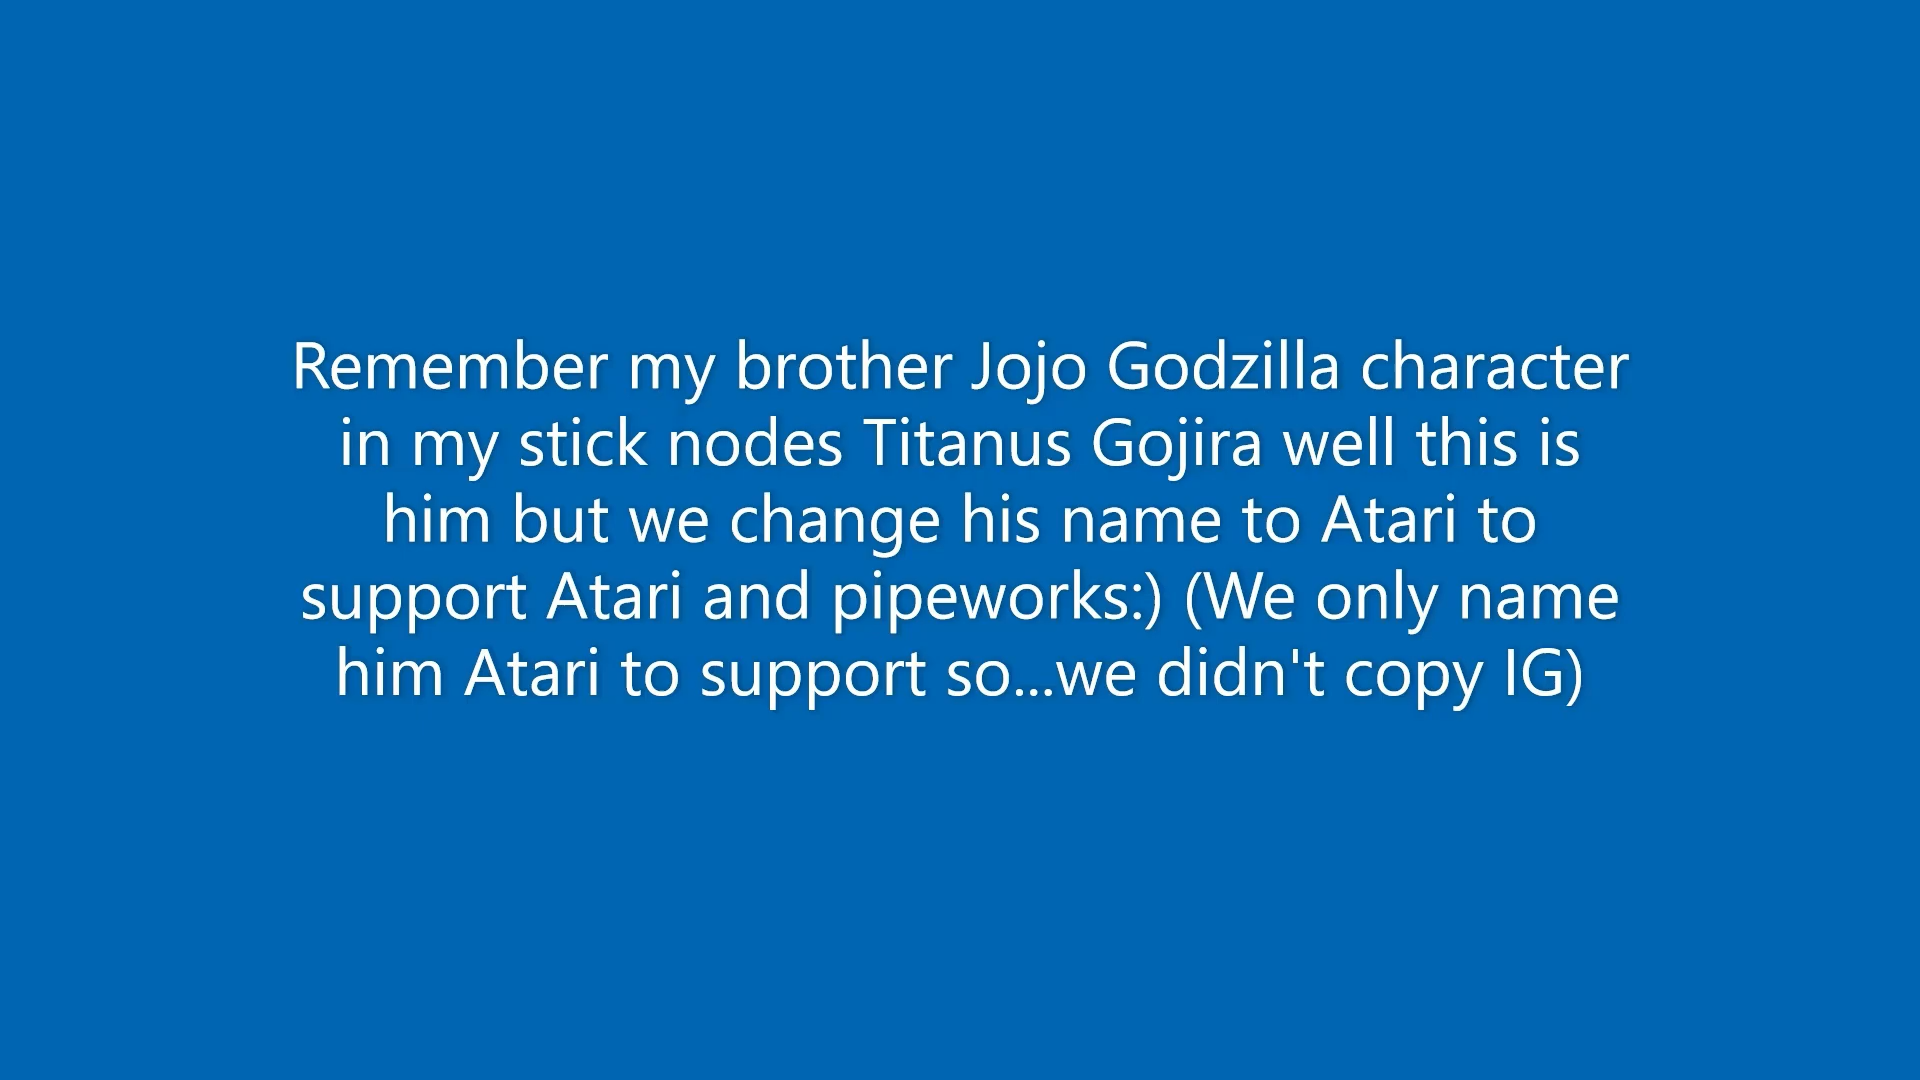 Remember my brother Jojo Godzilla character
in my stick nodes Titanus Gojira well this is
him but we change his name to Atari to
support Atari and pipeworks:) (We only name
him Atari to support so...we didn't copy IG)